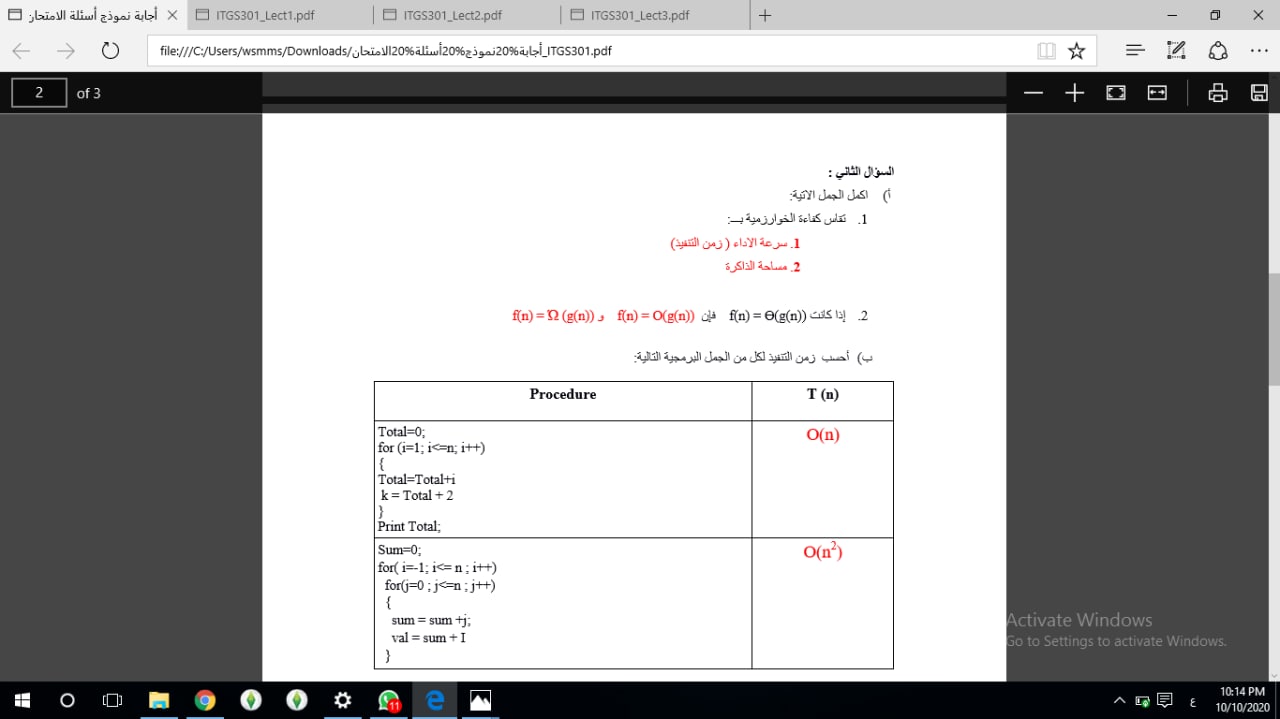 أجابة نموذج أسئلة الامتحان
ITGS301_Lect1.pdf
ITGS301_Lect2.pdf
ITGS301_Lect3.pdf
file:///C:/Users/wsmms/Downloads/أجابة%20نموذج%20أسئلة%20الامتحان_ITGS301.pdf
2 of 3
السؤال الثاني :
أ) اكمل الجمل الاتية:
1. تقاس كفاءة الخوارزمية بـــ:
1. سرعة الاداء ( زمن التنفيذ)
2. مساحة الذاكرة
2. إذا كانت f(n) = Ɵ(g(n)) فإن f(n) = O(g(n)) و f(n) = Ώ (g(n))
ب) أحسب زمن التنفيذ لكل من الجمل البرمجية التالية:
Procedure T (n)
Total=0; O(n)
for (i=1; i<=n; i++)
{
Total=Total+i
k = Total + 2
}
Print Total;
Sum=0; O(n²)
for( i=-1; i<= n ; i++)
for(j=0 ; j<=n ; j++)
{
sum = sum +j;
val = sum + I
}
Activate Windows
Go to Settings to activate Windows.
11
ع
10:14 PM
10/10/2020